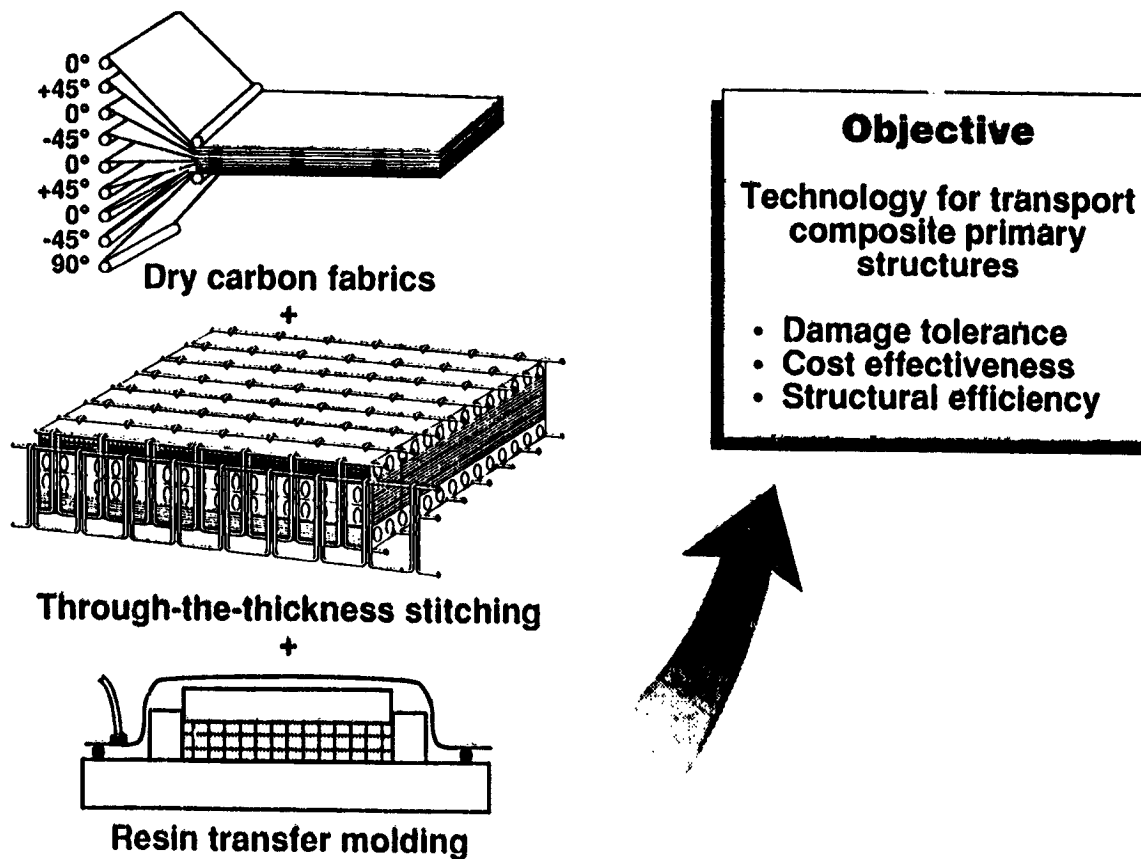 0°
+45°
0°
-45°
0°
+45°
0°
-45°
90°
Dry carbon fabrics
+
Through-the-thickness stitching
+
Resin transfer molding
Objective
Technology for transport
composite primary
structures
• Damage tolerance
• Cost effectiveness
• Structural efficiency